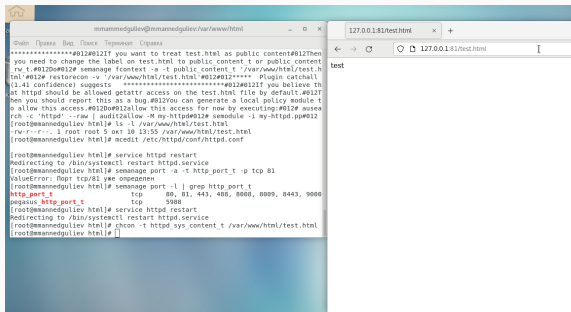 mmamnedguliev@mmannedguliev:/var/www/html
Файл Правка Вид Поиск Терминал Справка
****************#012#012If you want to treat test.html as public content#012Then
you need to change the label on test.html to public_content_t or public_content
_rw_t.#012Do#012# semanage fcontext -a -t public_content_t '/var/www/html/test.h
tml'#012# restorecon -v '/var/www/html/test.html'#012#012***** Plugin catchall
(1.41 confidence) suggests **************************#012#012If you believe th
at httpd should be allowed getattr access on the test.html file by default.#012T
hen you should report this as a bug.#012You can generate a local policy module t
o allow this access.#012Do#012allow this access for now by executing:#012# ausea
rch -c 'httpd' --raw | audit2allow -M my-httpd#012# semodule -i my-httpd.pp#012
[root@mmannedguliev html]# ls -l /var/www/html/test.html
-rw-r--r--. 1 root root 5 окт 10 13:55 /var/www/html/test.html
[root@mmannedguliev html]# mcedit /etc/httpd/conf/httpd.conf
[root@mmannedguliev html]# service httpd restart
Redirecting to /bin/systemctl restart httpd.service
[root@mmannedguliev html]# semanage port -a -t http_port_t -p tcp 81
ValueError: Порт tcp/81 уже определен
[root@mmannedguliev html]# semanage port -l | grep http_port_t
http_port_t tcp 80, 81, 443, 488, 8008, 8009, 8443, 9000
pegasus_http_port_t tcp 5988
[root@mmannedguliev html]# service httpd restart
Redirecting to /bin/systemctl restart httpd.service
[root@mmannedguliev html]# chcon -t httpd_sys_content_t /var/www/html/test.html
[root@mmannedguliev html]#
127.0.0.1:81/test.html
127.0.0.1:81/test.html
test